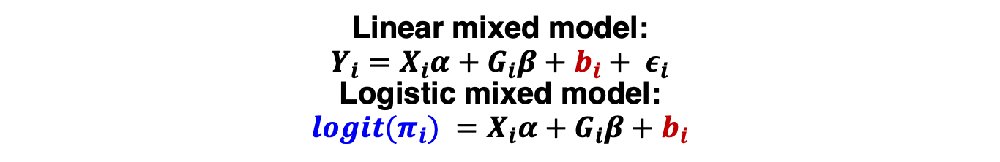 Linear mixed model:
Yᵢ = Xᵢα + Gᵢβ + bᵢ + ϵᵢ
Logistic mixed model:
logit(πᵢ) = Xᵢα + Gᵢβ + bᵢ